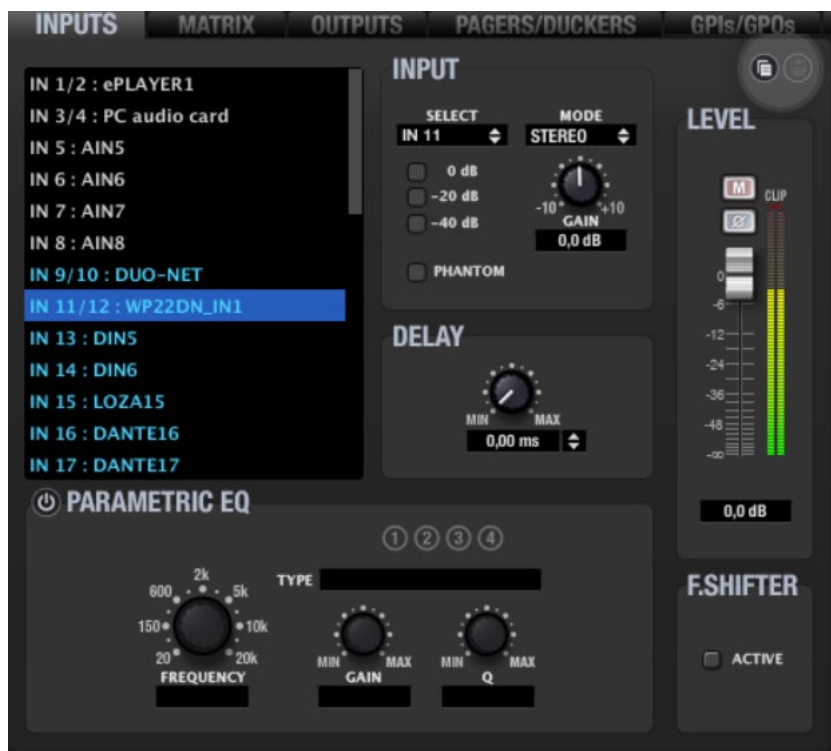 INPUTS MATRIX OUTPUTS PAGERS/DUCKERS GPIs/GPOs
IN 1/2 : ePLAYER1
IN 3/4 : PC audio card
IN 5 : AIN5
IN 6 : AIN6
IN 7 : AIN7
IN 8 : AIN8
IN 9/10 : DUO-NET
IN 11/12 : WP22DN_IN1
IN 13 : DIN5
IN 14 : DIN6
IN 15 : LOZA15
IN 16 : DANTE16
IN 17 : DANTE17
INPUT
SELECT MODE
IN 11 STEREO
0 dB
-20 dB
-40 dB
-10 +10
GAIN
0,0 dB
PHANTOM
DELAY
MIN MAX
0,00 ms
LEVEL
M CLIP
Ø
0
-6
-12
-24
-36
-48
-∞
0,0 dB
PARAMETRIC EQ
1 2 3 4
TYPE
2k
600 5k
150 10k
20 20k
FREQUENCY
MIN MAX
GAIN
MIN MAX
Q
F.SHIFTER
ACTIVE